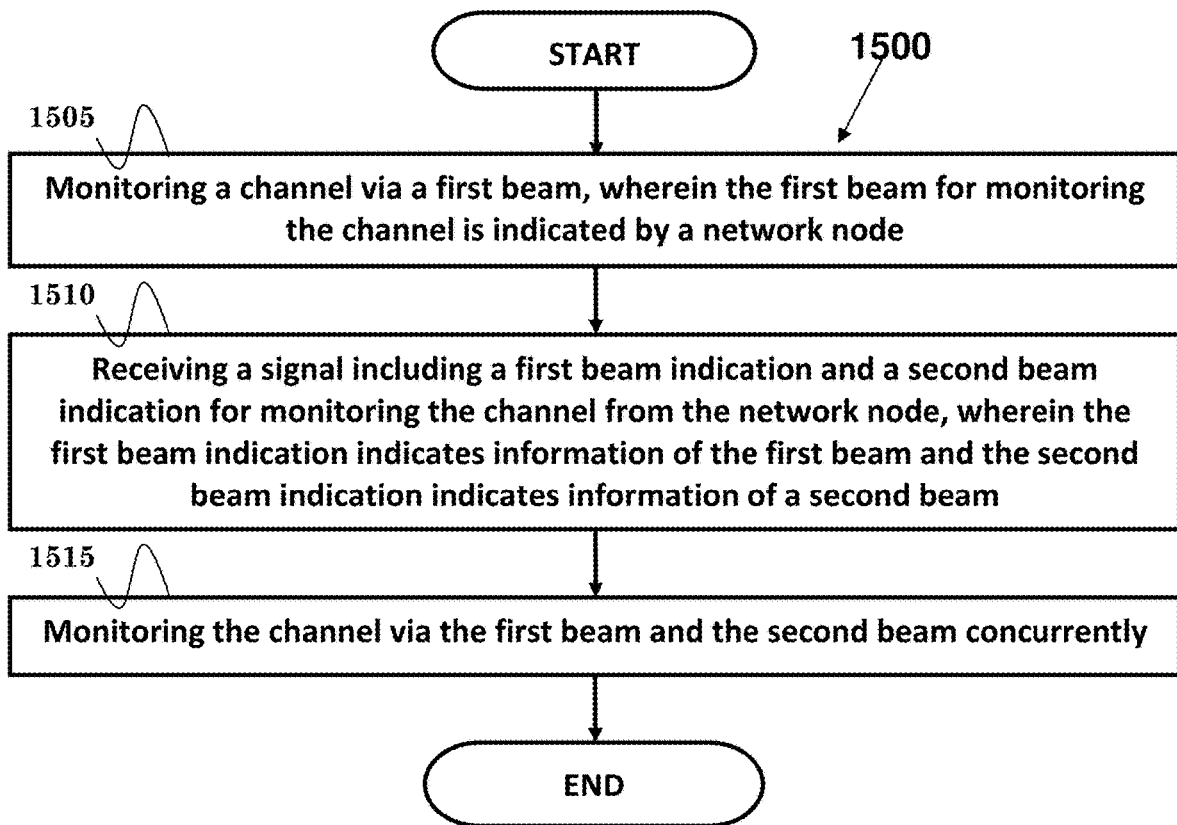 START
1500
1505
Monitoring a channel via a first beam, wherein the first beam for monitoring
the channel is indicated by a network node
1510
Receiving a signal including a first beam indication and a second beam
indication for monitoring the channel from the network node, wherein the
first beam indication indicates information of the first beam and the second
beam indication indicates information of a second beam
1515
Monitoring the channel via the first beam and the second beam concurrently
END